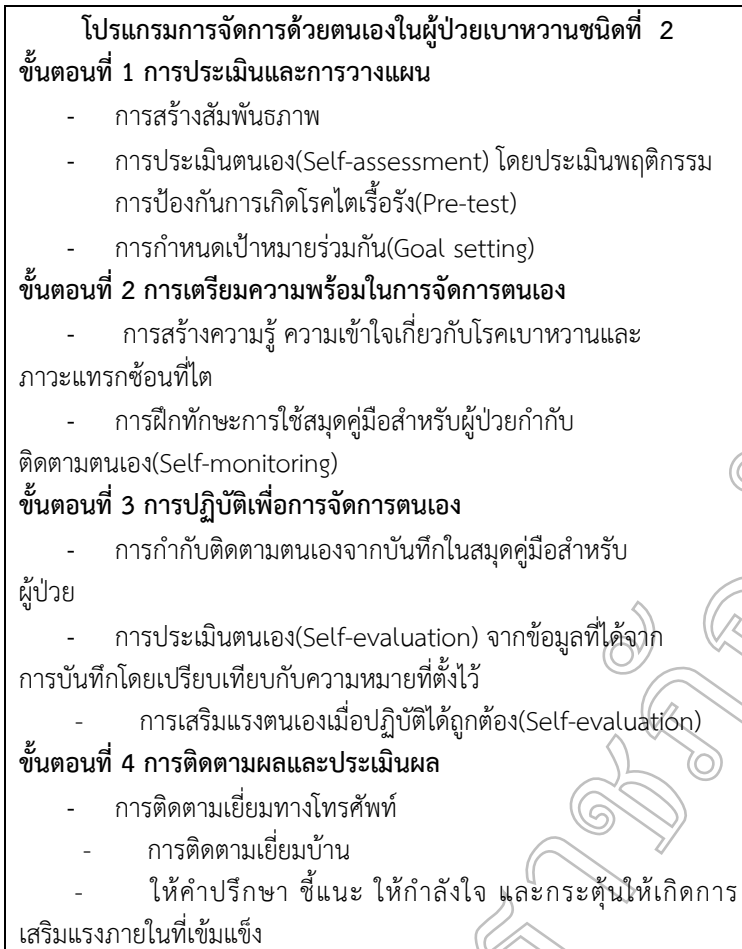 โปรแกรมการจัดการด้วยตนเองในผู้ป่วยเบาหวานชนิดที่ 2
ขั้นตอนที่ 1 การประเมินและการวางแผน
- การสร้างสัมพันธภาพ
- การประเมินตนเอง(Self-assessment) โดยประเมินพฤติกรรม
การป้องกันการเกิดโรคไตเรื้อรัง(Pre-test)
- การกำหนดเป้าหมายร่วมกัน(Goal setting)
ขั้นตอนที่ 2 การเตรียมความพร้อมในการจัดการตนเอง
- การสร้างความรู้ ความเข้าใจเกี่ยวกับโรคเบาหวานและ
ภาวะแทรกซ้อนที่ไต
- การฝึกทักษะการใช้สมุดคู่มือสำหรับผู้ป่วยกำกับ
ติดตามตนเอง(Self-monitoring)
ขั้นตอนที่ 3 การปฏิบัติเพื่อการจัดการตนเอง
- การกำกับติดตามตนเองจากบันทึกในสมุดคู่มือสำหรับ
ผู้ป่วย
- การประเมินตนเอง(Self-evaluation) จากข้อมูลที่ได้จาก
การบันทึกโดยเปรียบเทียบกับความหมายที่ตั้งไว้
- การเสริมแรงตนเองเมื่อปฏิบัติได้ถูกต้อง(Self-evaluation)
ขั้นตอนที่ 4 การติดตามผลและประเมินผล
- การติดตามเยี่ยมทางโทรศัพท์
- การติดตามเยี่ยมบ้าน
- ให้คำปรึกษา ชี้แนะ ให้กำลังใจ และกระตุ้นให้เกิดการ
เสริมแรงภายในที่เข้มแข็ง